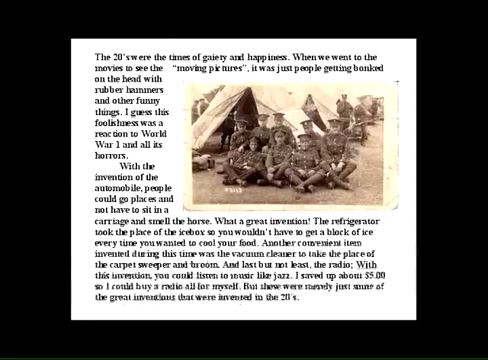 The 20's were the times of gaiety and happiness. When we went to the
movies to see the "moving pictures", it was just people getting bonked
on the head with
rubber hammers
and other funny
things. I guess this
foolishness was a
reaction to World
War 1 and all its
horrors.
With the
invention of the
automobile, people
could go places and
not have to sit in a
carriage and smell the horse. What a great invention! The refrigerator
took the place of the icebox so you wouldn't have to get a block of ice
every time you wanted to cool your food. Another convenient item
invented during this time was the vacuum cleaner to take the place of
the carpet sweeper and broom. And last but not least, the radio; With
this invention, you could listen to music like jazz. I saved up about $5.00
so I could buy a radio all for myself. But these were merely just some of
the great inventions that were invented in the 20's.